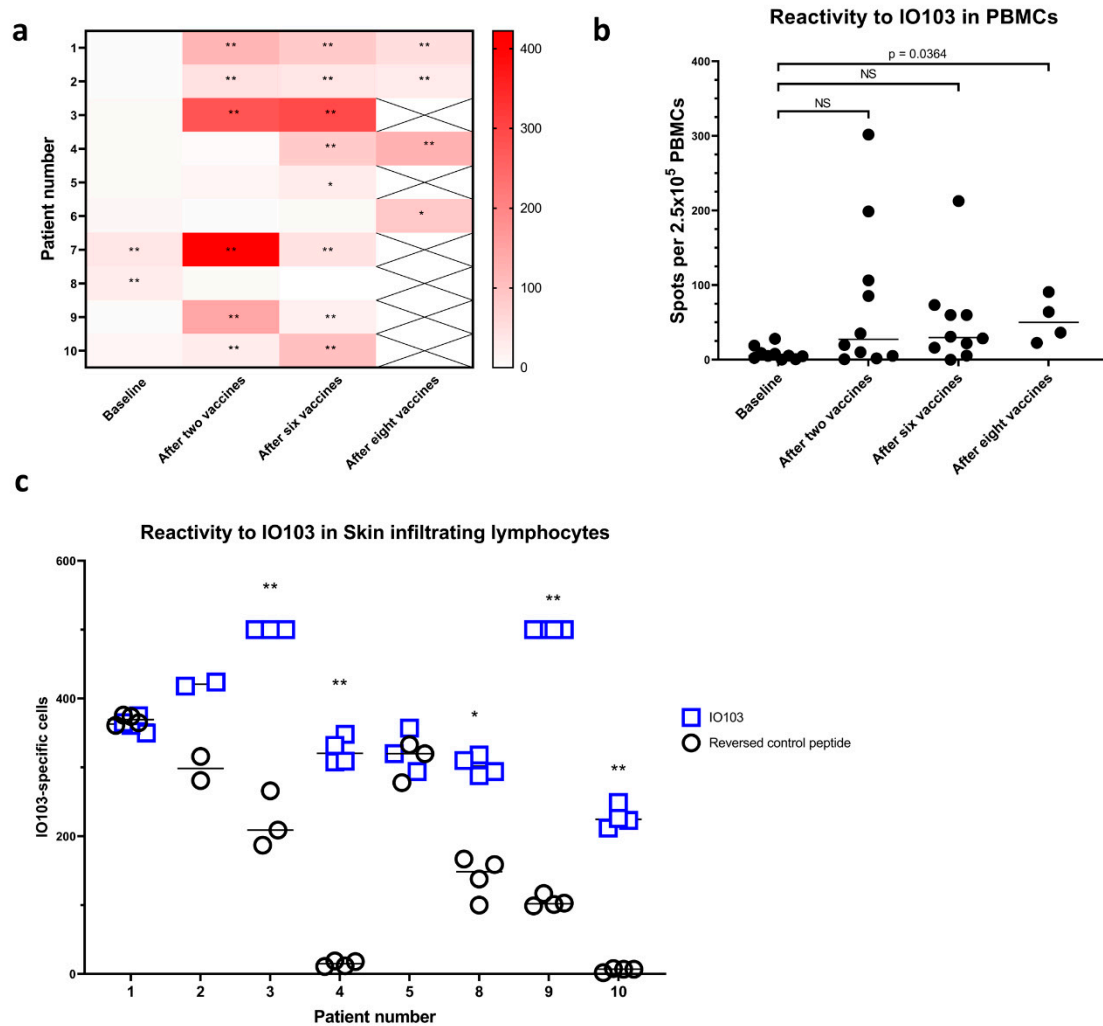 a
Patient number
1
2
3
4
5
6
7
8
9
10
** ** **
** ** **
** **
** **
*
*
** ** **
**
** **
** **
Baseline
After two vaccines
After six vaccines
After eight vaccines
400
300
200
100
0
b
Reactivity to IO103 in PBMCs
p = 0.0364
NS
NS
Spots per 2.5x10⁵ PBMCs
400
300
200
100
0
Baseline
After two vaccines
After six vaccines
After eight vaccines
c
Reactivity to IO103 in Skin infiltrating lymphocytes
IO103-specific cells
600
400
200
0
** ** * ** **
1 2 3 4 5 8 9 10
Patient number
IO103
Reversed control peptide